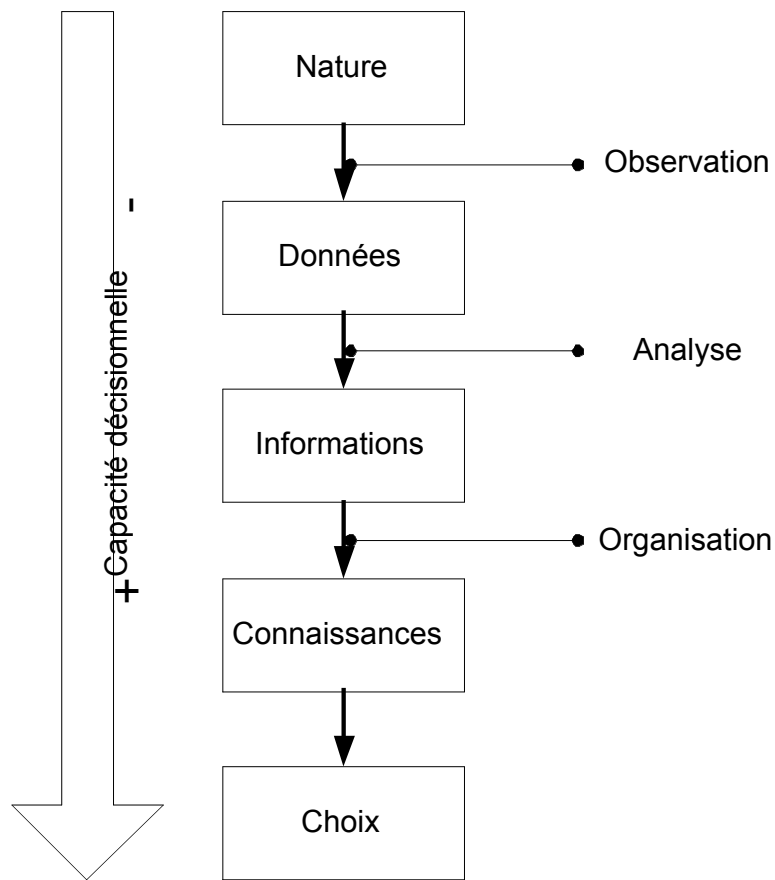 Nature
Observation
-
Données
Capacité décisionnelle
Analyse
Informations
Organisation
+
Connaissances
Choix